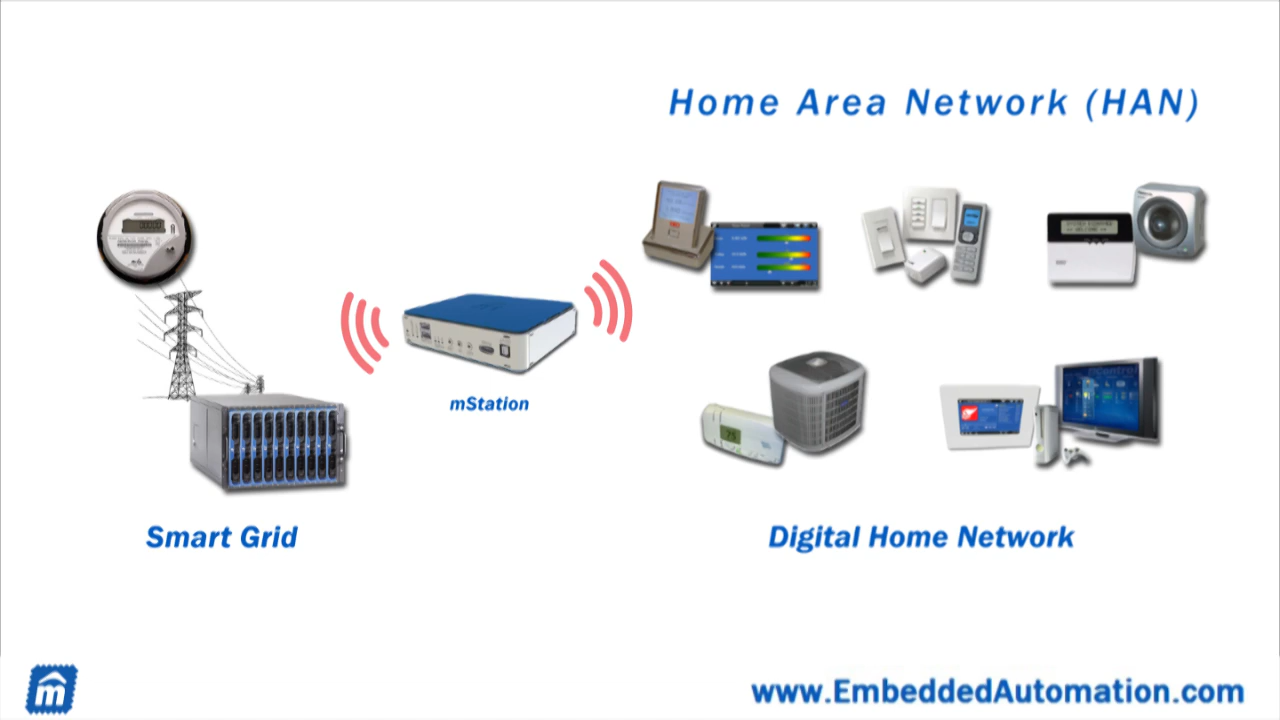 Home Area Network (HAN)
mStation
Smart Grid
Digital Home Network
m
www.EmbeddedAutomation.com